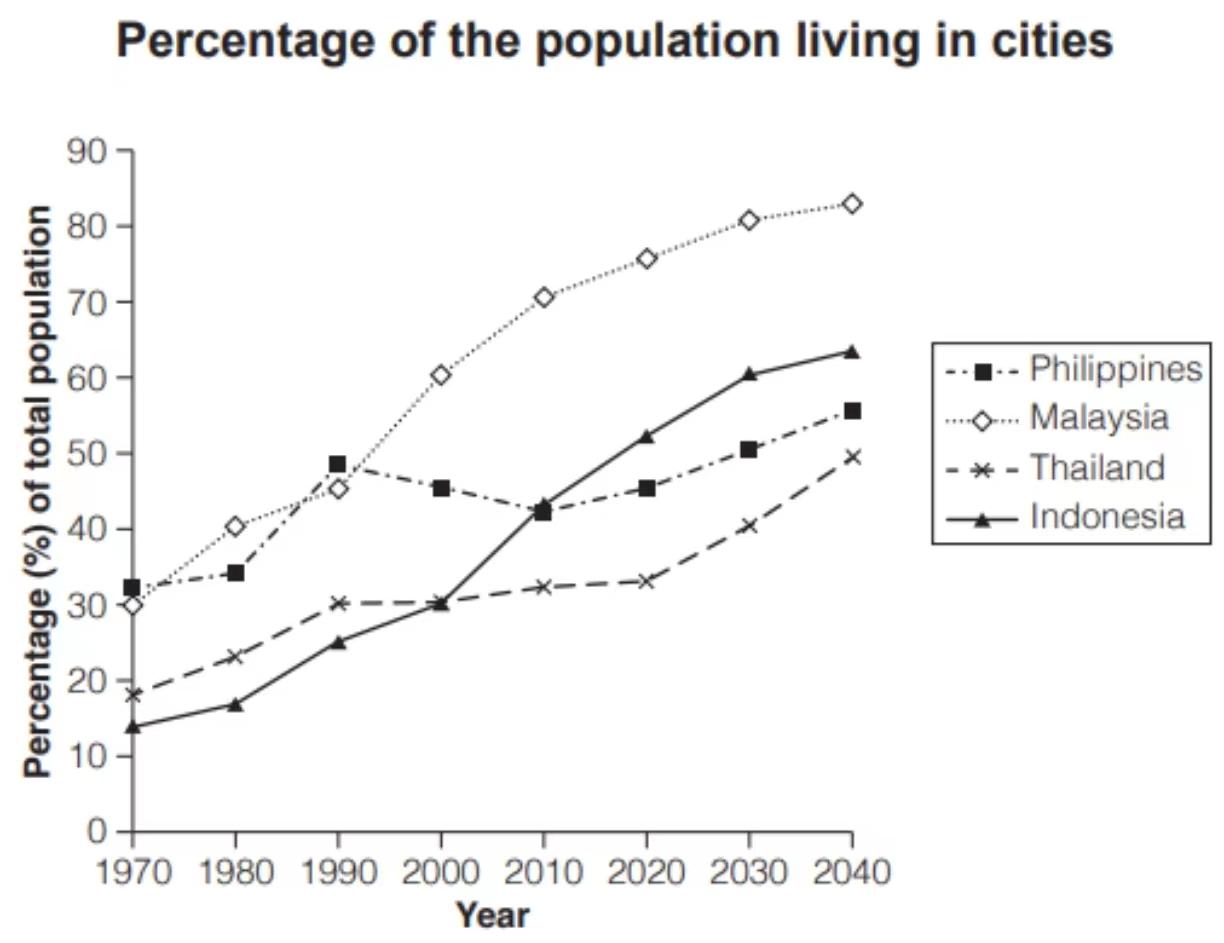 Percentage of the population living in cities
Percentage (%) of total population
90
80
70
60
50
40
30
20
10
0
1970 1980 1990 2000 2010 2020 2030 2040
Year
Philippines
Malaysia
Thailand
Indonesia